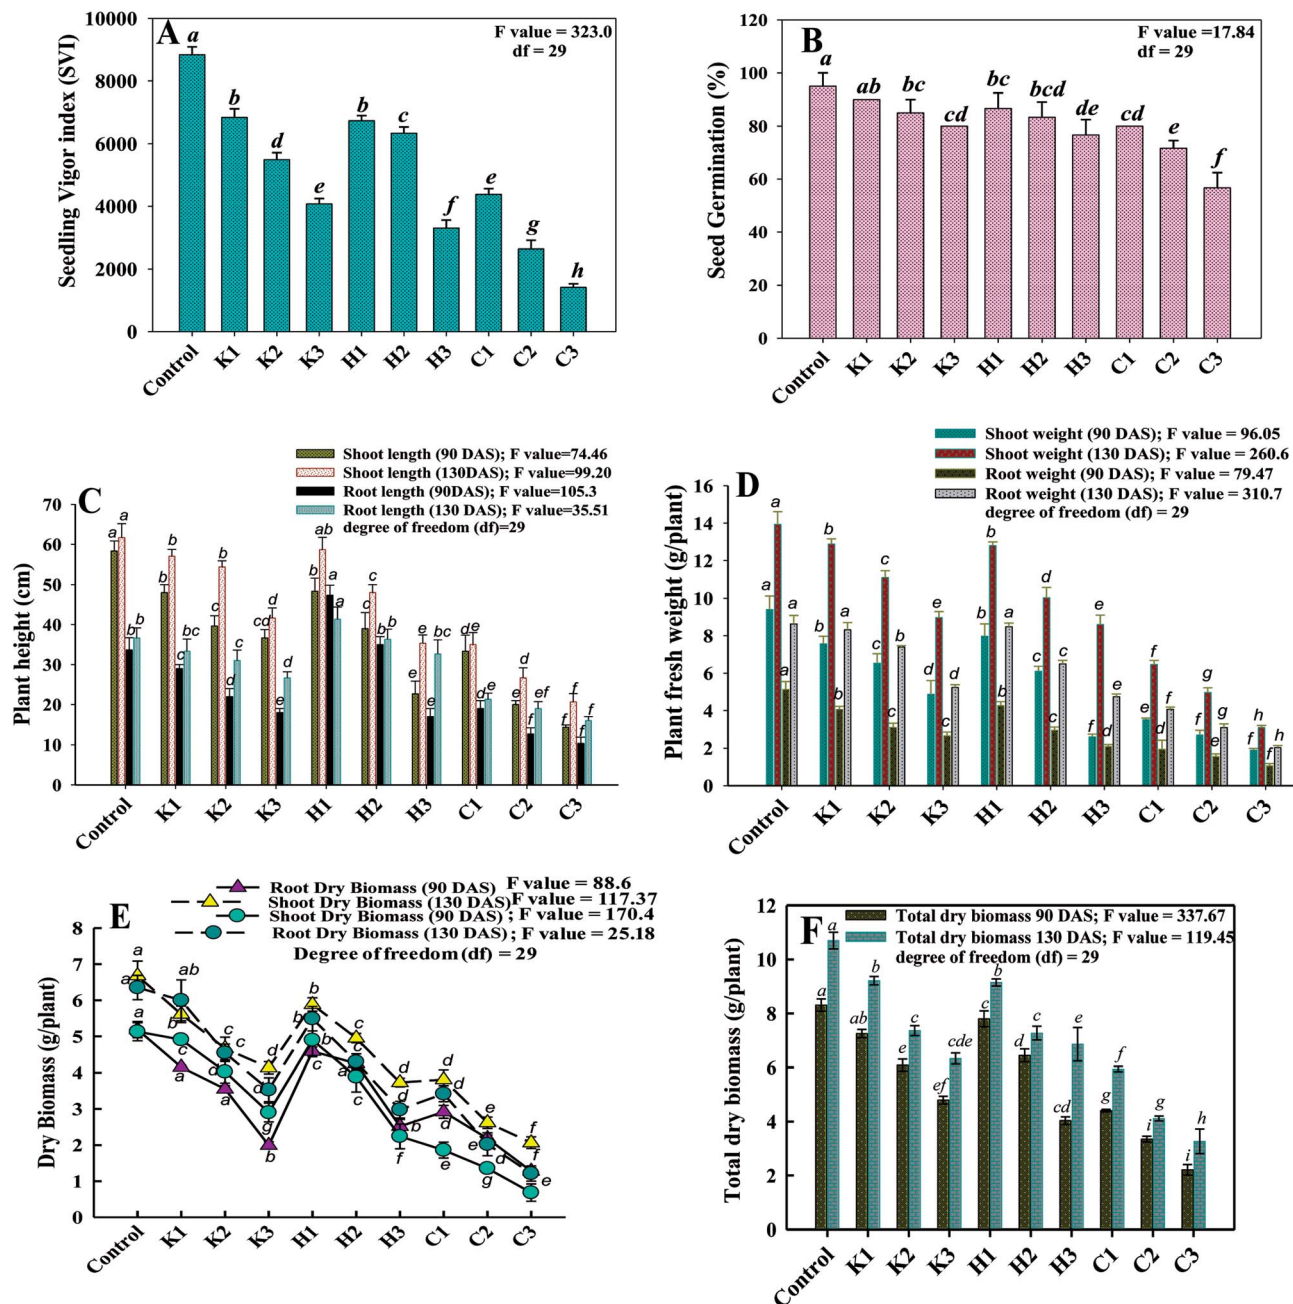 A
F value = 323.0
df = 29
Seedling Vigor index (SVI)
10000
8000
6000
4000
2000
0
a
b
d
e
b
c
f
e
g
h
Control
K1
K2
K3
H1
H2
H3
C1
C2
C3
B
F value =17.84
df = 29
Seed Germination (%)
120
100
80
60
40
20
0
a
ab
bc
cd
bc
bcd
de
cd
e
f
Control
K1
K2
K3
H1
H2
H3
C1
C2
C3
C
Shoot length (90 DAS); F value=74.46
Shoot length (130DAS); F value=99.20
Root length (90DAS); F value=105.3
Root length (130 DAS); F value=35.51
degree of freedom (df)=29
Plant height (cm)
70
60
50
40
30
20
10
0
a
a
b
b
b
b
c
bc
c
b
d
c
cd
c
e
d
b
ab
a
a
c
c
b
b
e
e
e
bc
d
d
d
de
e
e
f
ef
f
f
f
f
Control
K1
K2
K3
H1
H2
H3
C1
C2
C3
D
Shoot weight (90 DAS); F value = 96.05
Shoot weight (130 DAS); F value = 260.6
Root weight (90 DAS); F value = 79.47
Root weight (130 DAS); F value = 310.7
degree of freedom (df) = 29
Plant fresh weight (g/plant)
16
14
12
10
8
6
4
2
0
a
a
a
a
b
b
b
b
c
c
c
b
d
e
c
d
b
b
b
a
c
d
c
c
f
e
d
d
e
f
e
f
f
g
e
g
f
h
f
h
Control
K1
K2
K3
H1
H2
H3
C1
C2
C3
E
Root Dry Biomass (90 DAS) F value = 88.6
Shoot Dry Biomass (130 DAS) F value = 117.37
Shoot Dry Biomass (90 DAS) ; F value = 170.4
Root Dry Biomass (130 DAS) ; F value = 25.18
Degree of freedom (df) = 29
Dry Biomass (g/plant)
8
7
6
5
4
3
2
1
0
a
a
a
ab
b
c
a
c
c
d
a
d
d
g
b
b
b
b
c
c
c
a
c
d
d
b
f
d
d
d
e
e
e
d
g
f
f
e
Control
K1
K2
K3
H1
H2
H3
C1
C2
C3
F
Total dry biomass 90 DAS; F value = 337.67
Total dry biomass 130 DAS; F value = 119.45
degree of freedom (df) = 29
Total dry biomass (g/plant)
12
10
8
6
4
2
0
a
a
ab
b
e
c
ef
cde
c
b
d
c
cd
e
g
f
i
g
i
h
Control
K1
K2
K3
H1
H2
H3
C1
C2
C3